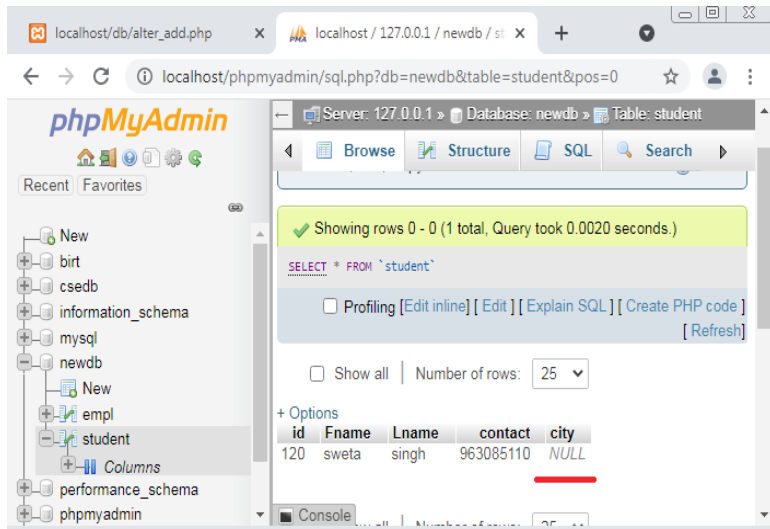 localhost/db/alter_add.php
localhost / 127.0.0.1 / newdb / st
localhost/phpmyadmin/sql.php?db=newdb&table=student&pos=0
phpMyAdmin
Recent Favorites
New
birt
csedb
information_schema
mysql
newdb
New
empl
student
Columns
performance_schema
phpmyadmin
Server: 127.0.0.1 » Database: newdb » Table: student
Browse Structure SQL Search
Showing rows 0 - 0 (1 total, Query took 0.0020 seconds.)
SELECT * FROM `student`
Profiling [Edit inline] [ Edit ] [ Explain SQL ] [ Create PHP code ]
[ Refresh]
Show all Number of rows: 25
+ Options
id Fname Lname contact city
120 sweta singh 963085110 NULL
Console